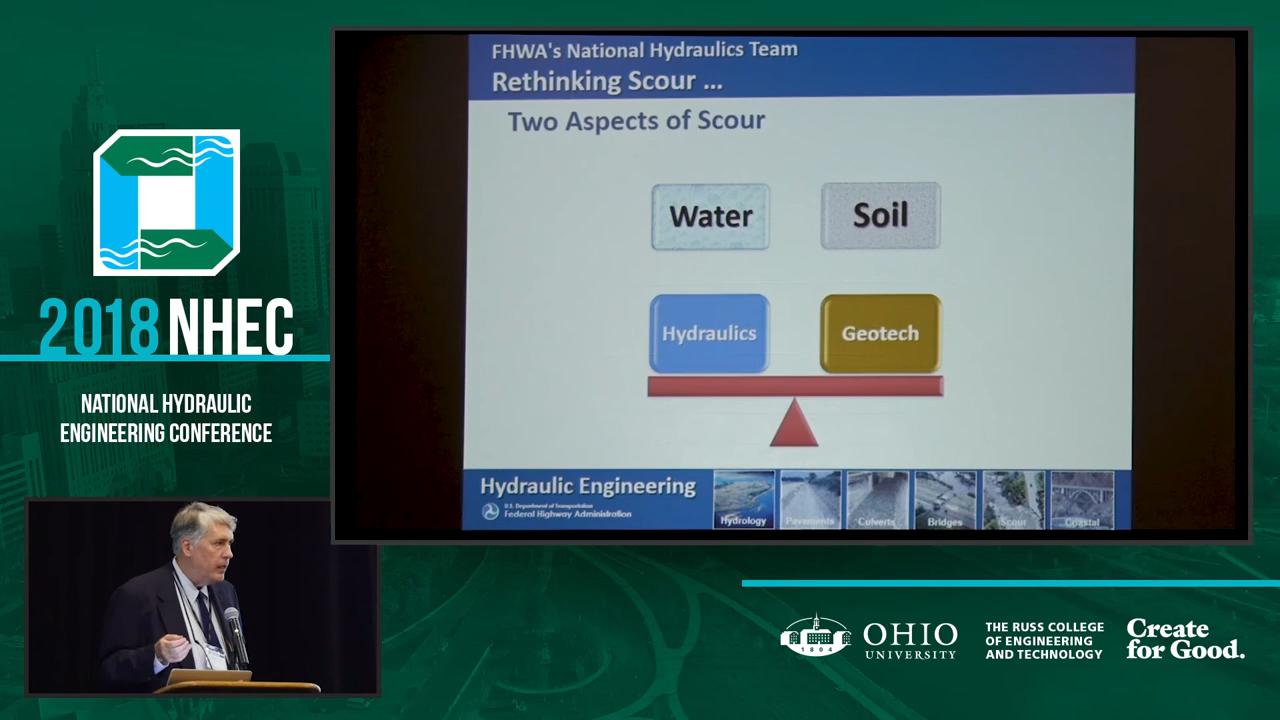 2018 NHEC
NATIONAL HYDRAULIC
ENGINEERING CONFERENCE
FHWA's National Hydraulics Team
Rethinking Scour ...
Two Aspects of Scour
Water
Soil
Hydraulics
Geotech
Hydraulic Engineering
U.S. Department of Transportation
Federal Highway Administration
Hydrology
Pavements
Culverts
Bridges
Scour
Coastal
1804
OHIO
UNIVERSITY
THE RUSS COLLEGE
OF ENGINEERING
AND TECHNOLOGY
Create
for Good.